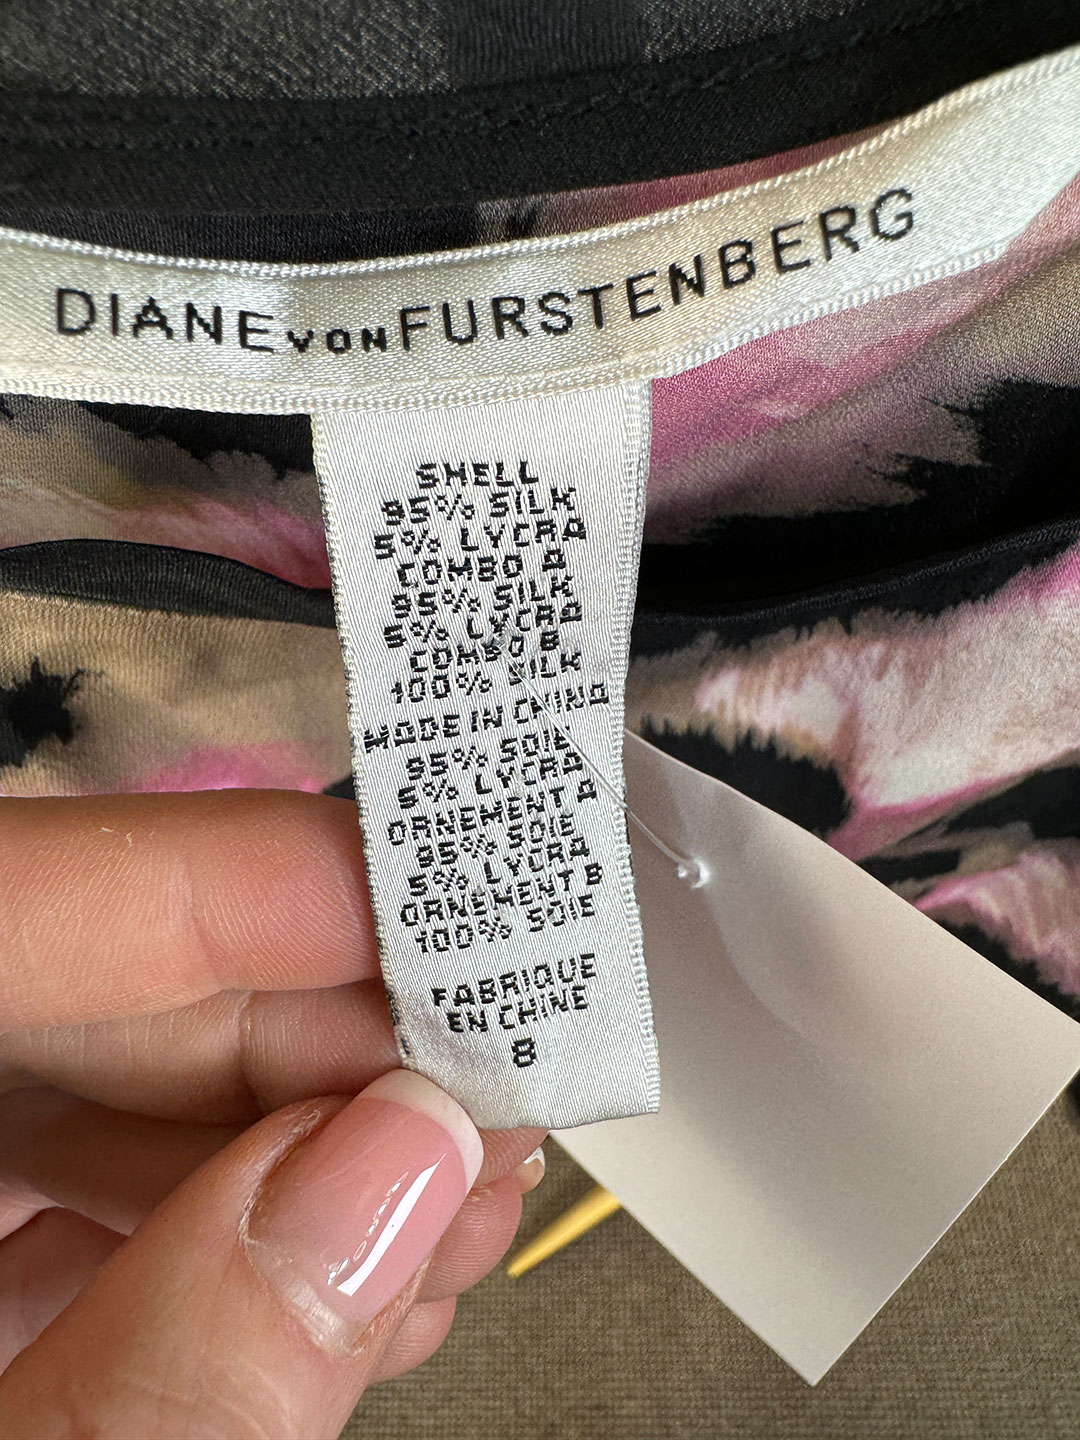 DIANE VON FURSTENBERG
SHELL
95% SILK
5% LYCRA
COMBO A
95% SILK
5% LYCRA
COMBO B
100% SILK
MADE IN CHINA
95% SOIE
5% LYCRA
ORNEMENT A
95% SOIE
5% LYCRA
ORNEMENT B
100% SOIE
FABRIQUE
EN CHINE
8